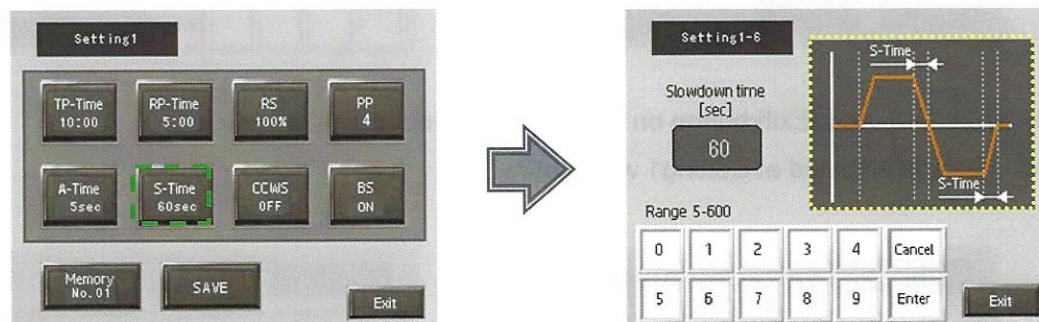 Setting1
TP-Time
10:00
RP-Time
5:00
RS
100%
PP
4
A-Time
5sec
S-Time
60sec
CCWS
OFF
BS
ON
Memory
No.01
SAVE
Exit
Setting1-6
Slowdown time
[sec]
60
S-Time
S-Time
Range 5-600
0 1 2 3 4 Cancel
5 6 7 8 9 Enter
Exit